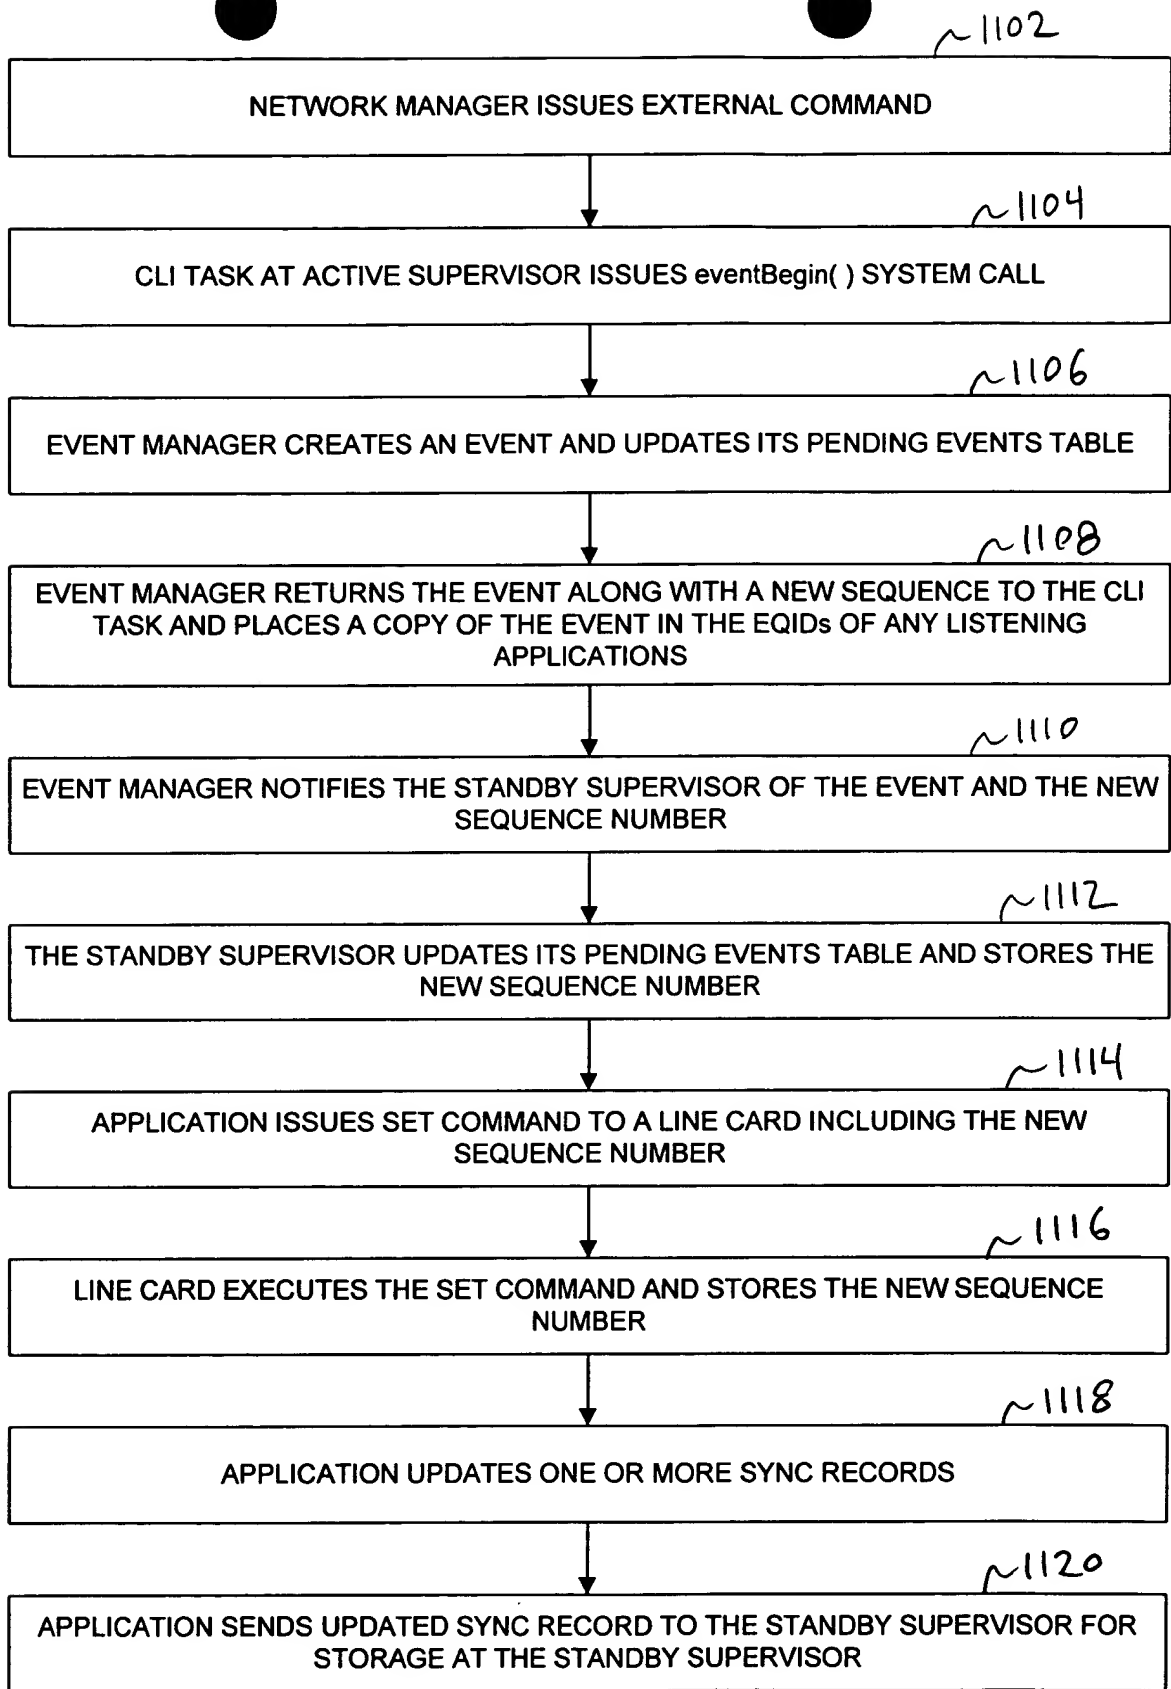 ~1102
NETWORK MANAGER ISSUES EXTERNAL COMMAND
~1104
CLI TASK AT ACTIVE SUPERVISOR ISSUES eventBegin( ) SYSTEM CALL
~1106
EVENT MANAGER CREATES AN EVENT AND UPDATES ITS PENDING EVENTS TABLE
~1108
EVENT MANAGER RETURNS THE EVENT ALONG WITH A NEW SEQUENCE TO THE CLI
TASK AND PLACES A COPY OF THE EVENT IN THE EQIDs OF ANY LISTENING
APPLICATIONS
~1110
EVENT MANAGER NOTIFIES THE STANDBY SUPERVISOR OF THE EVENT AND THE NEW
SEQUENCE NUMBER
~1112
THE STANDBY SUPERVISOR UPDATES ITS PENDING EVENTS TABLE AND STORES THE
NEW SEQUENCE NUMBER
~1114
APPLICATION ISSUES SET COMMAND TO A LINE CARD INCLUDING THE NEW
SEQUENCE NUMBER
~1116
LINE CARD EXECUTES THE SET COMMAND AND STORES THE NEW SEQUENCE
NUMBER
~1118
APPLICATION UPDATES ONE OR MORE SYNC RECORDS
~1120
APPLICATION SENDS UPDATED SYNC RECORD TO THE STANDBY SUPERVISOR FOR
STORAGE AT THE STANDBY SUPERVISOR